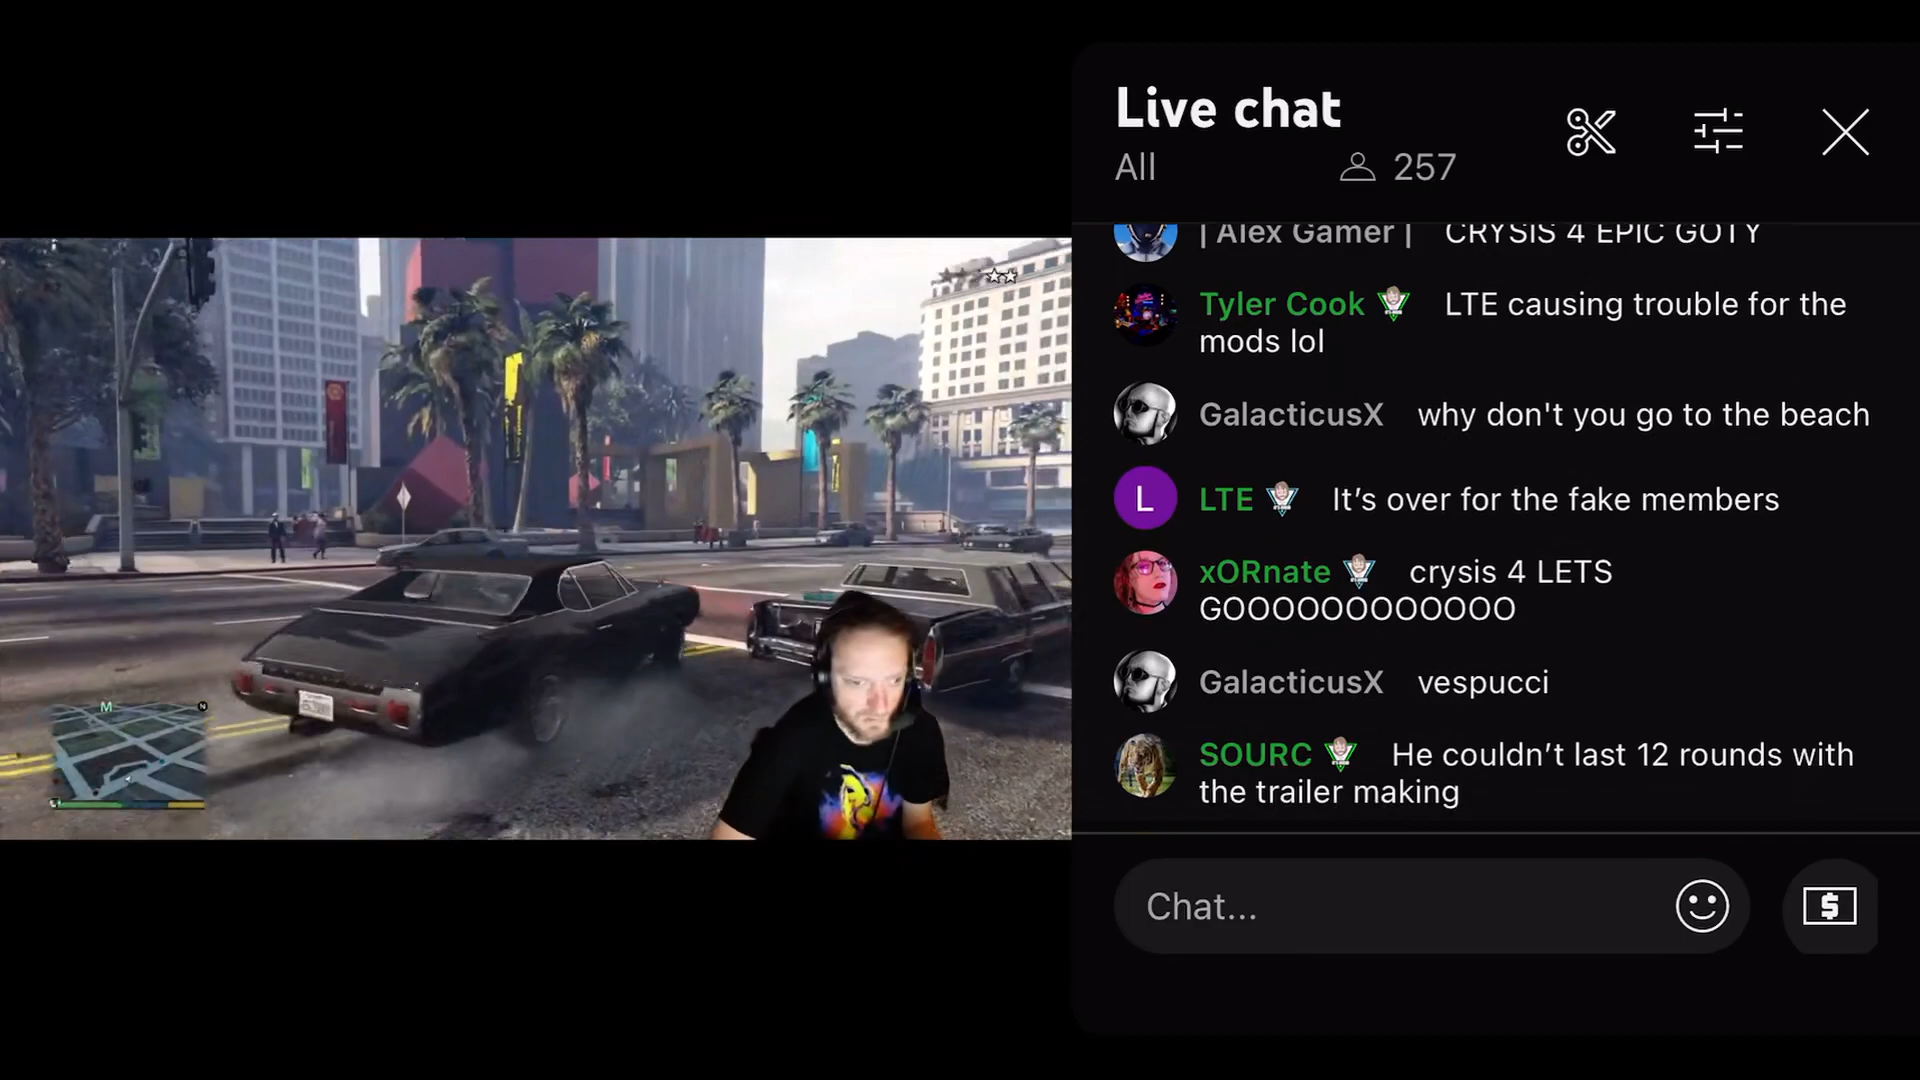 Live chat
All 257
| Alex Gamer | CRYSIS 4 EPIC GOTY
Tyler Cook LTE causing trouble for the
mods lol
GalacticusX why don't you go to the beach
L LTE It’s over for the fake members
xORnate crysis 4 LETS
GOOOOOOOOOOOO
GalacticusX vespucci
SOURC He couldn’t last 12 rounds with
the trailer making
Chat...
$
M
N